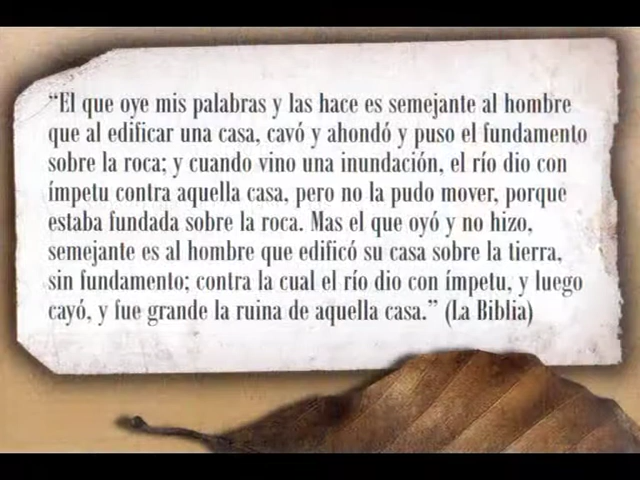 “El que oye mis palabras y las hace es semejante al hombre
que al edificar una casa, cavó y ahondó y puso el fundamento
sobre la roca; y cuando vino una inundación, el río dio con
ímpetu contra aquella casa, pero no la pudo mover, porque
estaba fundada sobre la roca. Mas el que oyó y no hizo,
semejante es al hombre que edificó su casa sobre la tierra,
sin fundamento; contra la cual el río dio con ímpetu, y luego
cayó, y fue grande la ruina de aquella casa.” (La Biblia)